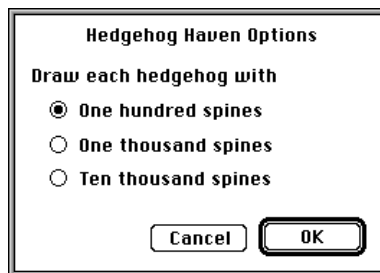 Hedgehog Haven Options
Draw each hedgehog with
One hundred spines
One thousand spines
Ten thousand spines
Cancel OK